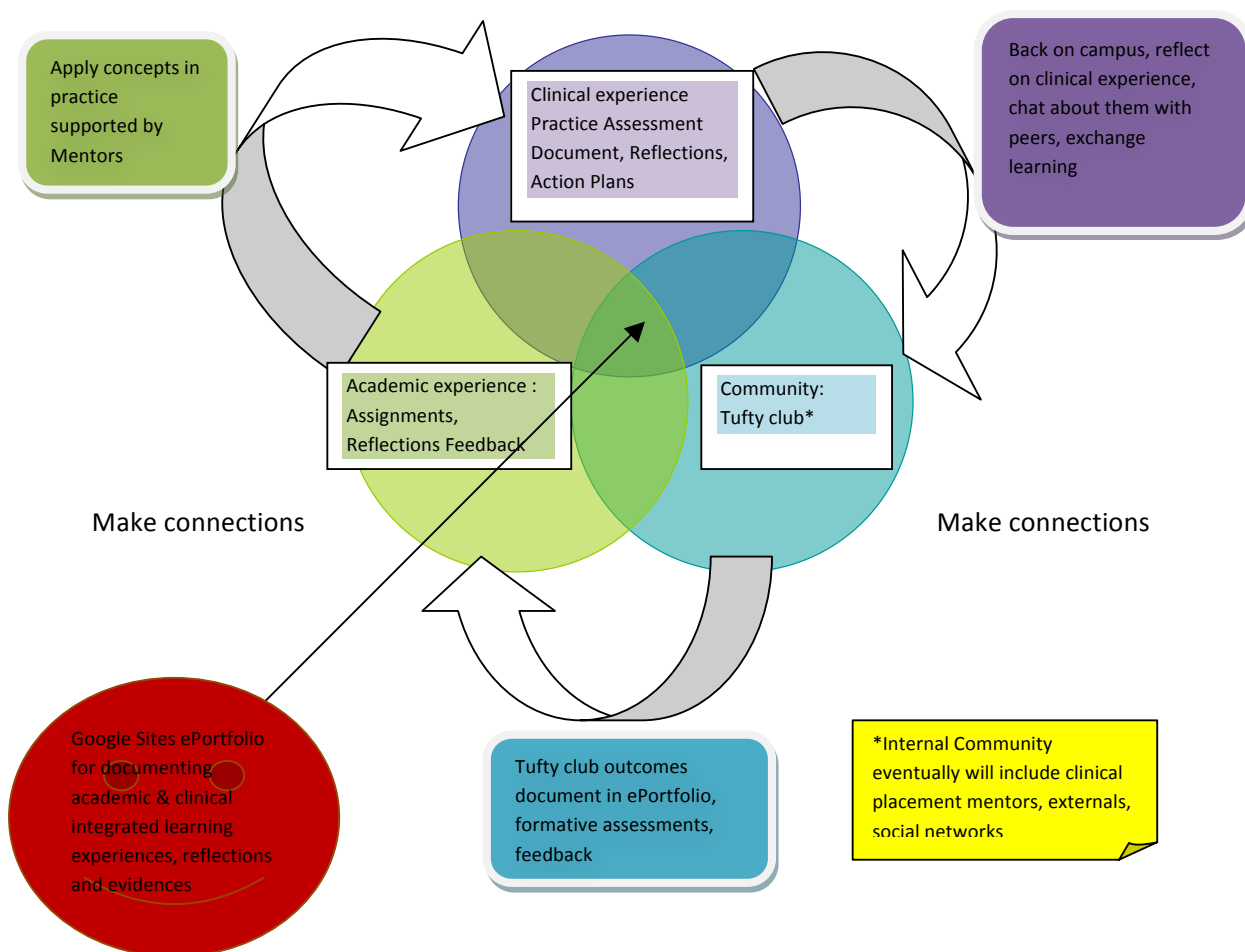 Apply concepts in
practice
supported by
Mentors
Clinical experience
Practice Assessment
Document, Reflections,
Action Plans
Back on campus, reflect
on clinical experience,
chat about them with
peers, exchange
learning
Academic experience :
Assignments,
Reflections Feedback
Community:
Tufty club*
Make connections
Make connections
Google Sites ePortfolio
for documenting
academic & clinical
integrated learning
experiences, reflections
and evidences
Tufty club outcomes
document in ePortfolio,
formative assessments,
feedback
*Internal Community
eventually will include clinical
placement mentors, externals,
social networks